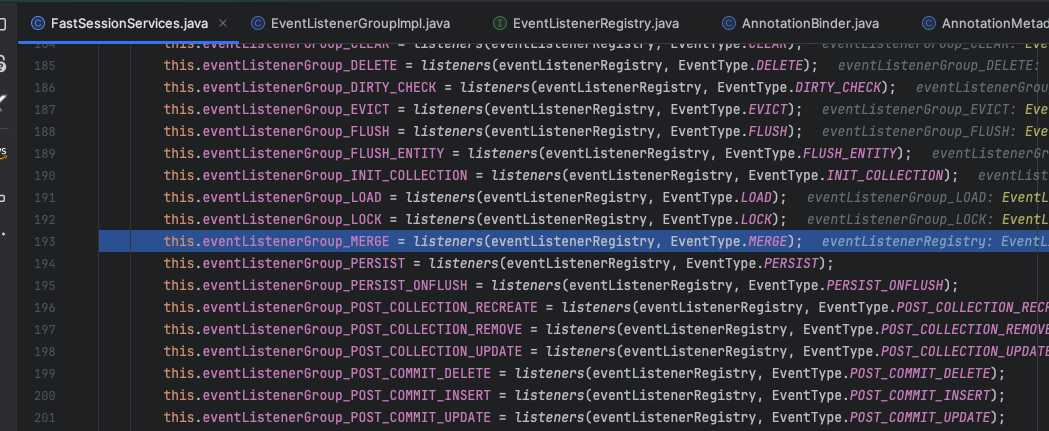 FastSessionServices.java × EventListenerGroupImpl.java EventListenerRegistry.java AnnotationBinder.java AnnotationMetad
184 this.eventListenerGroup_CLEAR = listeners(eventListenerRegistry, EventType.CLEAR); eventListenerGroup_CLEAR: Eve
185 this.eventListenerGroup_DELETE = listeners(eventListenerRegistry, EventType.DELETE); eventListenerGroup_DELETE:
186 this.eventListenerGroup_DIRTY_CHECK = listeners(eventListenerRegistry, EventType.DIRTY_CHECK); eventListenerGrou
187 this.eventListenerGroup_EVICT = listeners(eventListenerRegistry, EventType.EVICT); eventListenerGroup_EVICT: Eve
188 this.eventListenerGroup_FLUSH = listeners(eventListenerRegistry, EventType.FLUSH); eventListenerGroup_FLUSH: Eve
189 this.eventListenerGroup_FLUSH_ENTITY = listeners(eventListenerRegistry, EventType.FLUSH_ENTITY); eventListenerGr
190 this.eventListenerGroup_INIT_COLLECTION = listeners(eventListenerRegistry, EventType.INIT_COLLECTION); eventList
191 this.eventListenerGroup_LOAD = listeners(eventListenerRegistry, EventType.LOAD); eventListenerGroup_LOAD: EventL
192 this.eventListenerGroup_LOCK = listeners(eventListenerRegistry, EventType.LOCK); eventListenerGroup_LOCK: EventL
193 this.eventListenerGroup_MERGE = listeners(eventListenerRegistry, EventType.MERGE); eventListenerRegistry: EventLi
194 this.eventListenerGroup_PERSIST = listeners(eventListenerRegistry, EventType.PERSIST);
195 this.eventListenerGroup_PERSIST_ONFLUSH = listeners(eventListenerRegistry, EventType.PERSIST_ONFLUSH);
196 this.eventListenerGroup_POST_COLLECTION_RECREATE = listeners(eventListenerRegistry, EventType.POST_COLLECTION_RECR
197 this.eventListenerGroup_POST_COLLECTION_REMOVE = listeners(eventListenerRegistry, EventType.POST_COLLECTION_REMOVE
198 this.eventListenerGroup_POST_COLLECTION_UPDATE = listeners(eventListenerRegistry, EventType.POST_COLLECTION_UPDATE
199 this.eventListenerGroup_POST_COMMIT_DELETE = listeners(eventListenerRegistry, EventType.POST_COMMIT_DELETE);
200 this.eventListenerGroup_POST_COMMIT_INSERT = listeners(eventListenerRegistry, EventType.POST_COMMIT_INSERT);
201 this.eventListenerGroup_POST_COMMIT_UPDATE = listeners(eventListenerRegistry, EventType.POST_COMMIT_UPDATE);